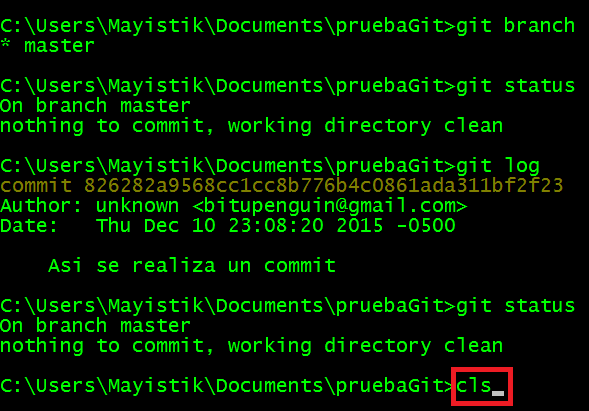 C:\Users\Mayistik\Documents\pruebaGit>git branch
* master
C:\Users\Mayistik\Documents\pruebaGit>git status
On branch master
nothing to commit, working directory clean
C:\Users\Mayistik\Documents\pruebaGit>git log
commit 826282a9568cc1cc8b776b4c0861ada311bf2f23
Author: unknown <bitupenguin@gmail.com>
Date:   Thu Dec 10 23:08:20 2015 -0500
    Asi se realiza un commit
C:\Users\Mayistik\Documents\pruebaGit>git status
On branch master
nothing to commit, working directory clean
C:\Users\Mayistik\Documents\pruebaGit>cls_